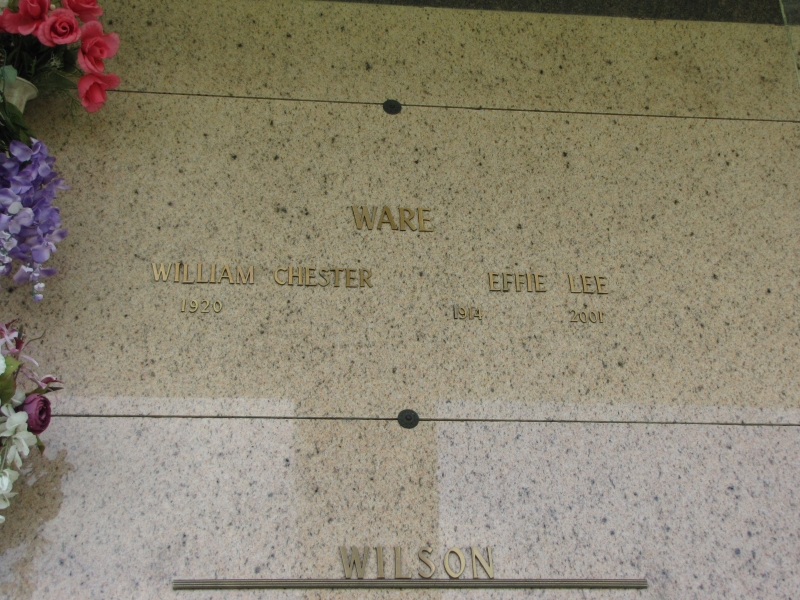 WARE
WILLIAM CHESTER EFFIE LEE
1920 1914 2001
WILSON